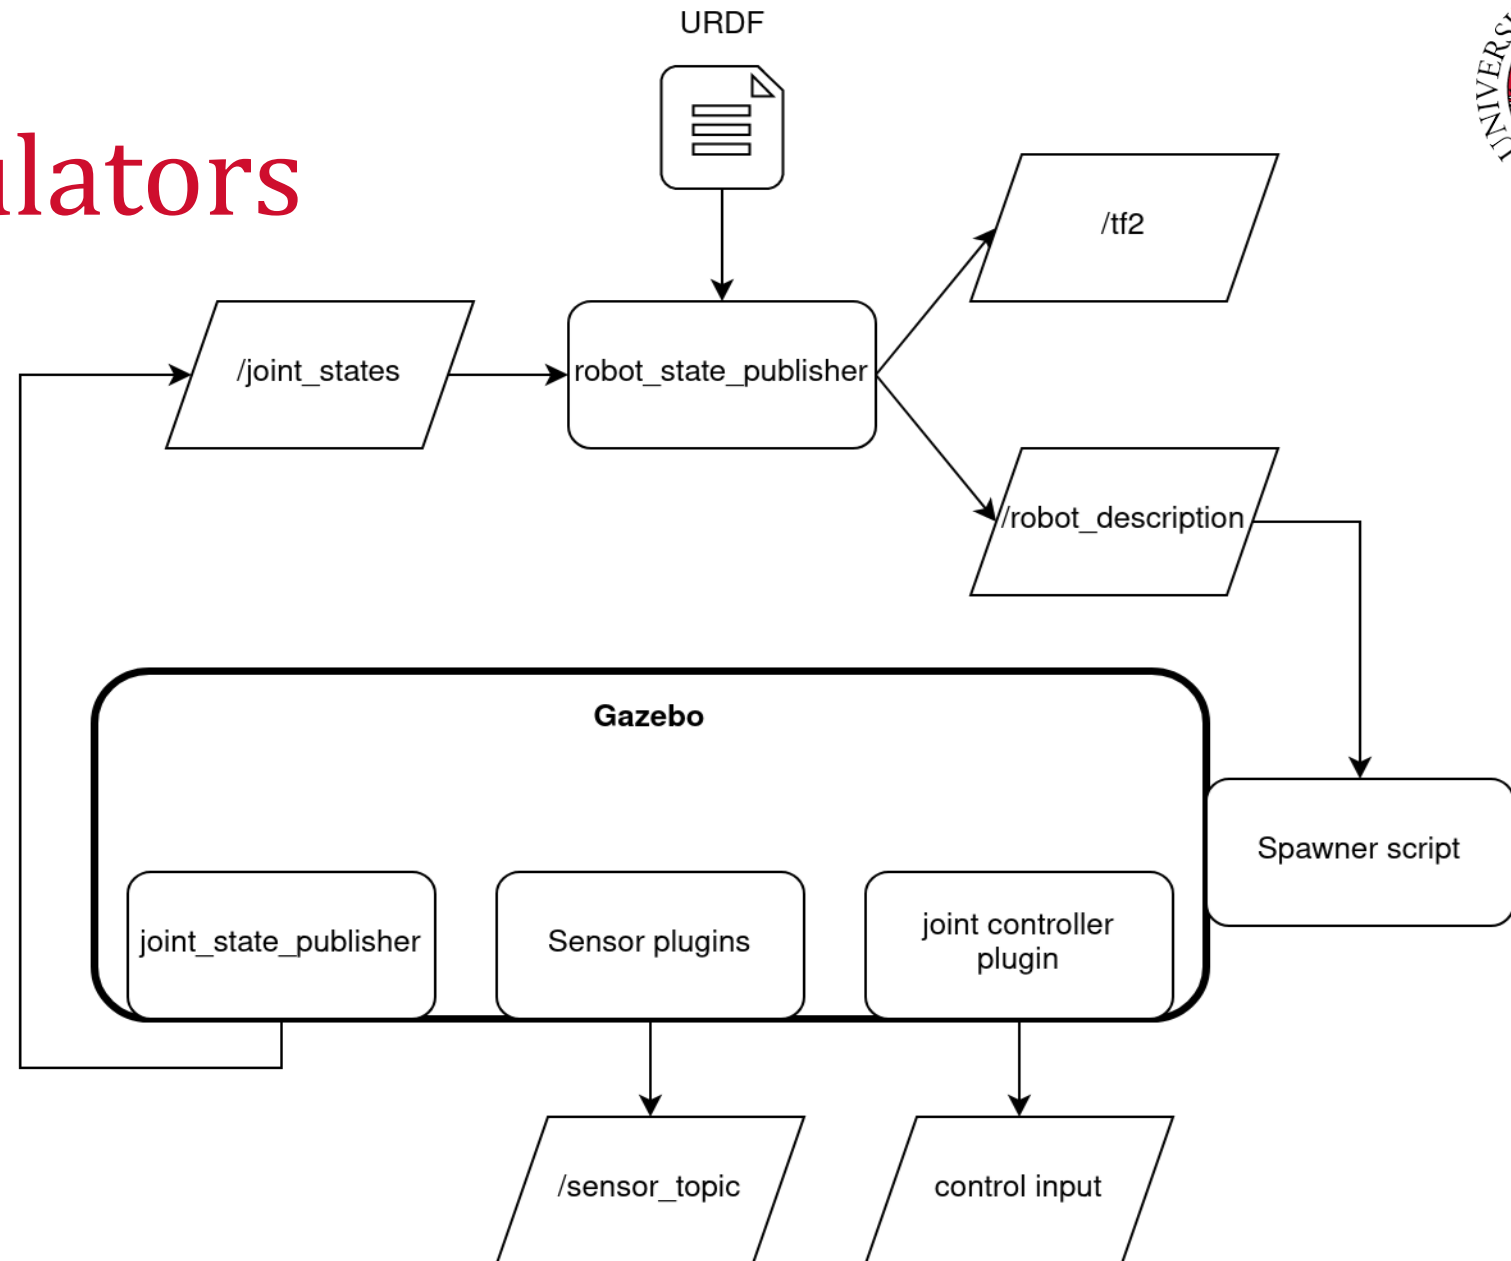 URDF
ulators
/tf2
/joint_states
robot_state_publisher
/robot_description
Gazebo
Spawner script
joint_state_publisher
Sensor plugins
joint controller
plugin
/sensor_topic
control input